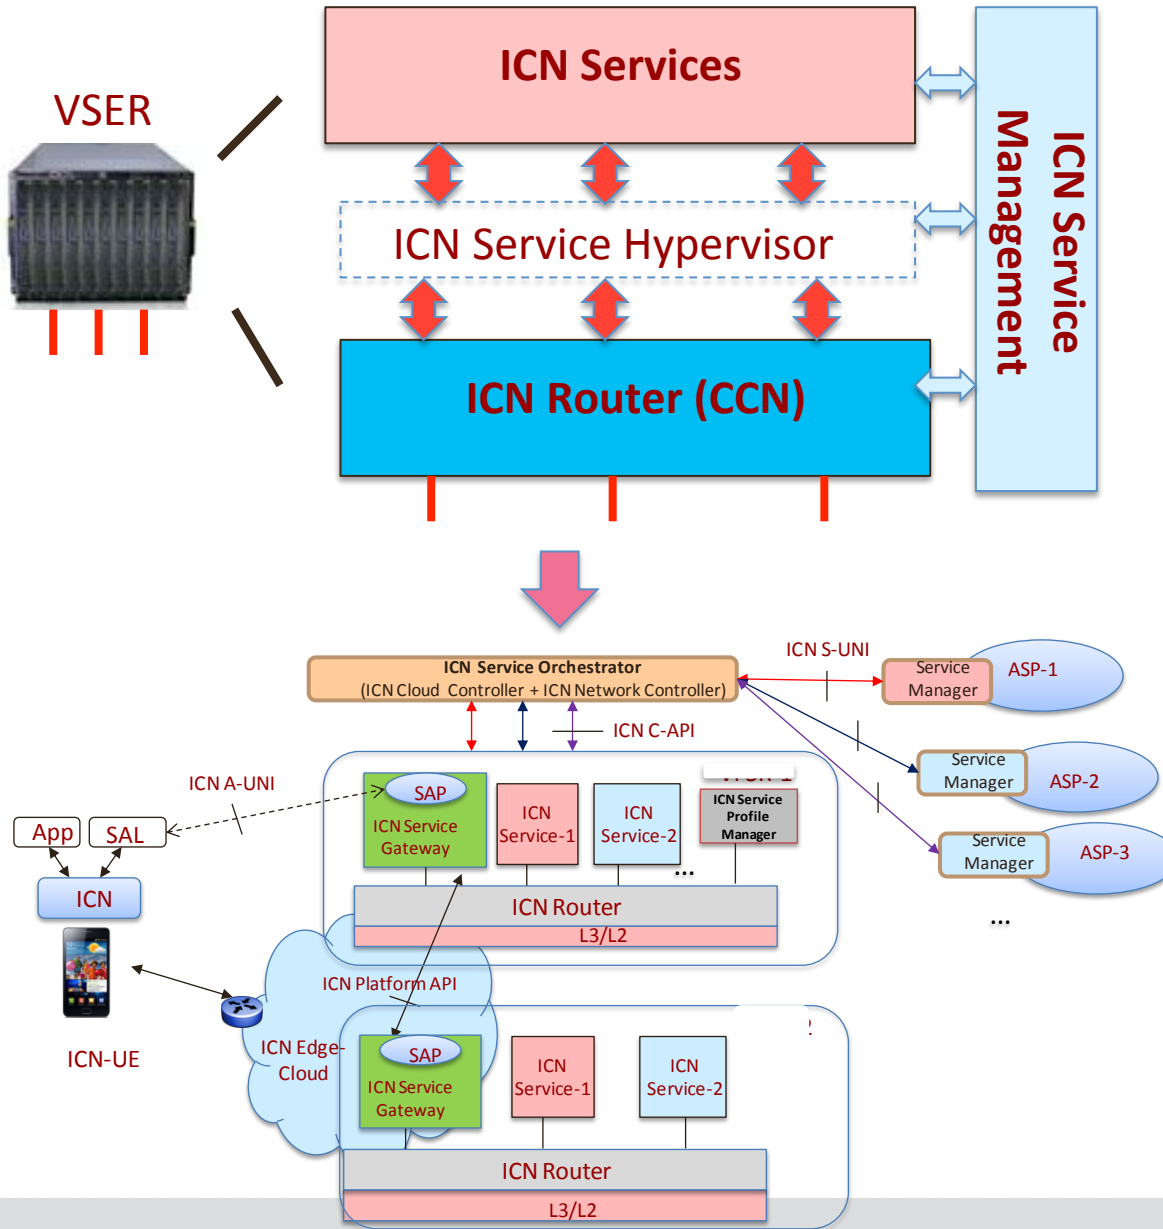 VSER
ICN Services
ICN Service Hypervisor
ICN Router (CCN)
ICN Service
Management
ICN Service Orchestrator
(ICN Cloud Controller + ICN Network Controller)
ICN S-UNI
Service
Manager
ASP-1
ICN C-API
Service
Manager
ASP-2
Service
Manager
ASP-3
...
ICN A-UNI
App
SAL
ICN
ICN-UE
SAP
ICN Service
Gateway
ICN
Service-1
ICN
Service-2
...
ICN Service
Profile
Manager
ICN Router
L3/L2
ICN Platform API
ICN Edge-
Cloud
SAP
ICN Service
Gateway
ICN
Service-1
ICN
Service-2
ICN Router
L3/L2